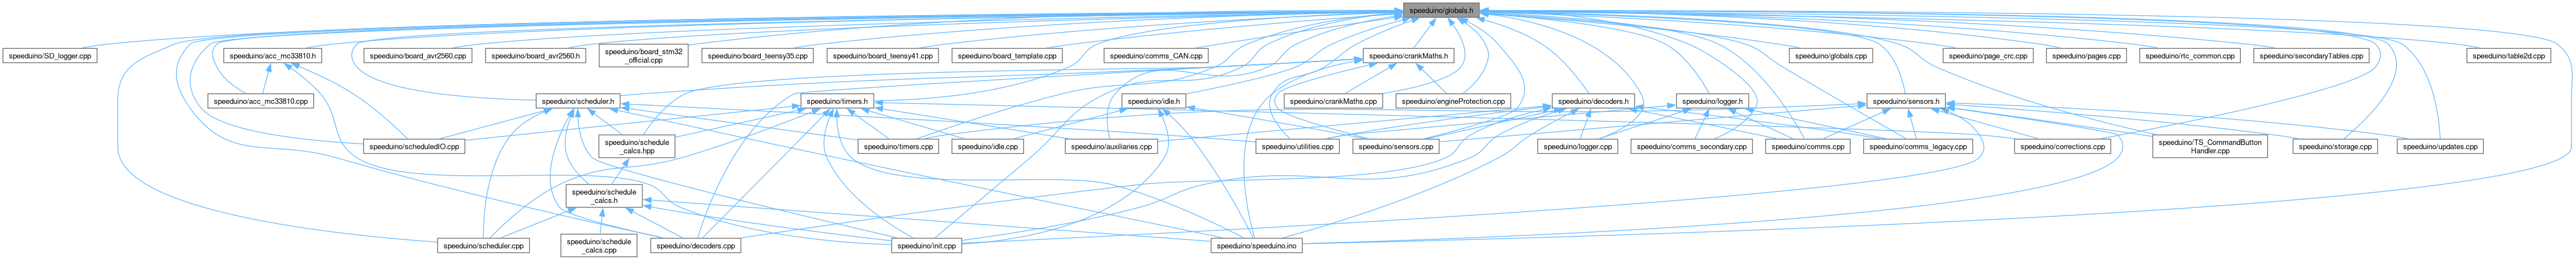 speeduino/globals.h
speeduino/SD_logger.cpp
speeduino/acc_mc33810.h
speeduino/board_avr2560.cpp
speeduino/board_avr2560.h
speeduino/board_stm32
_official.cpp
speeduino/board_teensy35.cpp
speeduino/board_teensy41.cpp
speeduino/board_template.cpp
speeduino/comms_CAN.cpp
speeduino/crankMaths.h
speeduino/globals.cpp
speeduino/page_crc.cpp
speeduino/pages.cpp
speeduino/rtc_common.cpp
speeduino/secondaryTables.cpp
speeduino/table2d.cpp
speeduino/acc_mc33810.cpp
speeduino/scheduler.h
speeduino/timers.h
speeduino/idle.h
speeduino/crankMaths.cpp
speeduino/engineProtection.cpp
speeduino/decoders.h
speeduino/logger.h
speeduino/sensors.h
speeduino/scheduledIO.cpp
speeduino/schedule
_calcs.hpp
speeduino/timers.cpp
speeduino/idle.cpp
speeduino/auxiliaries.cpp
speeduino/utilities.cpp
speeduino/sensors.cpp
speeduino/logger.cpp
speeduino/comms_secondary.cpp
speeduino/comms.cpp
speeduino/comms_legacy.cpp
speeduino/corrections.cpp
speeduino/TS_CommandButton
Handler.cpp
speeduino/storage.cpp
speeduino/updates.cpp
speeduino/schedule
_calcs.h
speeduino/scheduler.cpp
speeduino/schedule
_calcs.cpp
speeduino/decoders.cpp
speeduino/init.cpp
speeduino/speeduino.ino